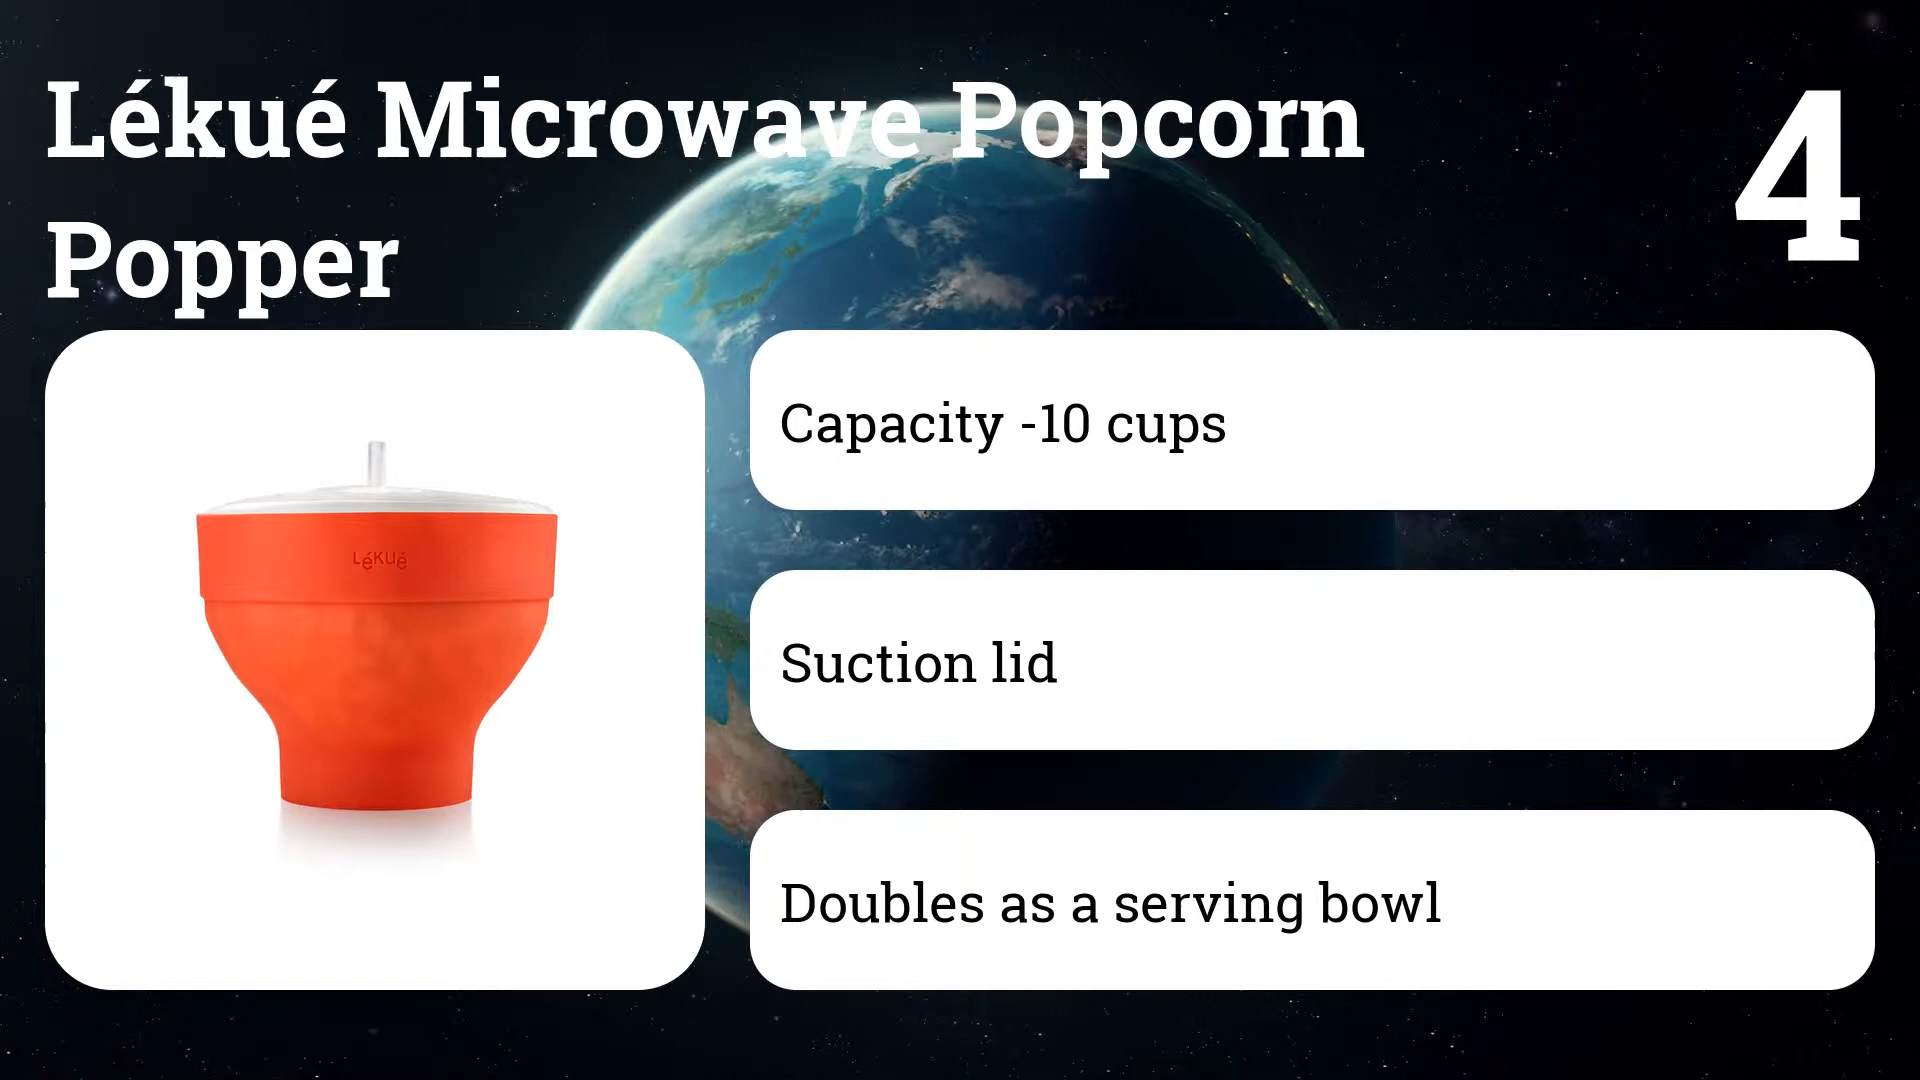 Lékué Microwave Popcorn
Popper
4
Lékué
Capacity -10 cups
Suction lid
Doubles as a serving bowl